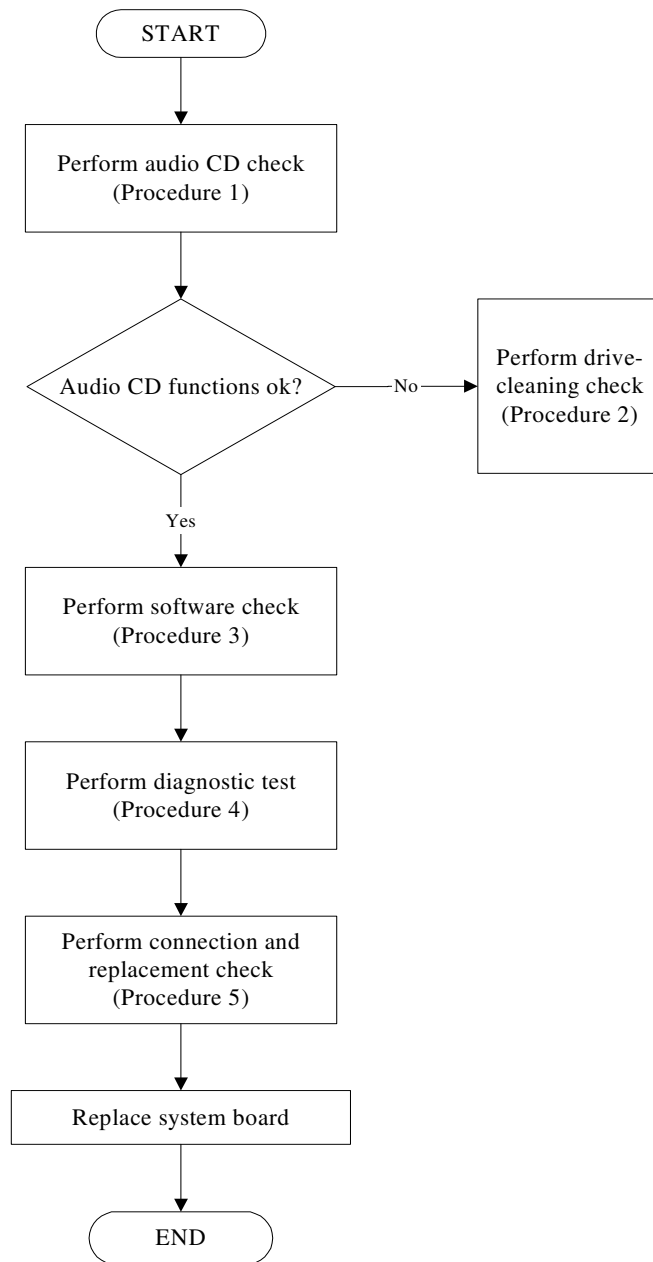 START
Perform audio CD check
(Procedure 1)
Audio CD functions ok?
No
Perform drive-
cleaning check
(Procedure 2)
Yes
Perform software check
(Procedure 3)
Perform diagnostic test
(Procedure 4)
Perform connection and
replacement check
(Procedure 5)
Replace system board
END